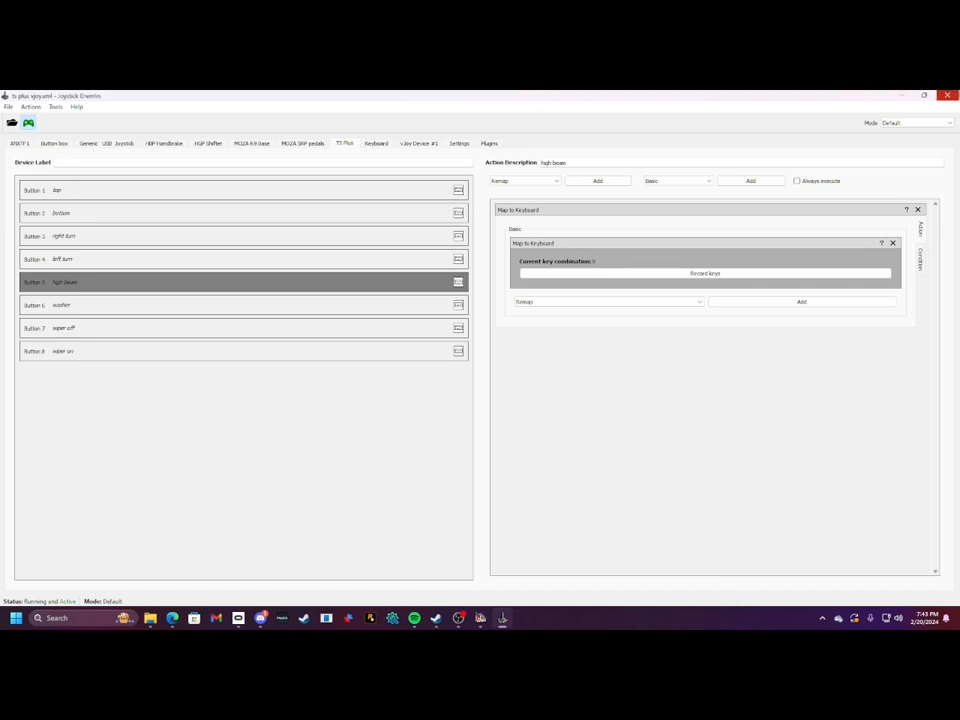 ts plus vjoy.xml - Joystick Gremlin
File Actions Tools Help
Mode Default
ANXTF1 Button box Generic USB Joystick HBP Handbrake HGP Shifter MOZA R9 Base MOZA SRP pedals TS Plus Keyboard vJoy Device #1 Settings Plugins
Device Label
Action Description high beam
Remap Add Basic Add Always execute
Button 1 top
Button 2 bottom
Button 3 right turn
Button 4 left turn
Button 5 high beam
Button 6 washer
Button 7 wiper off
Button 8 wiper on
Map to Keyboard ?
Action
Condition
Basic
Map to Keyboard ?
Current key combination: Y
Record keys
Remap Add
Status: Running and Active Mode: Default
Search
7:43 PM
2/20/2024